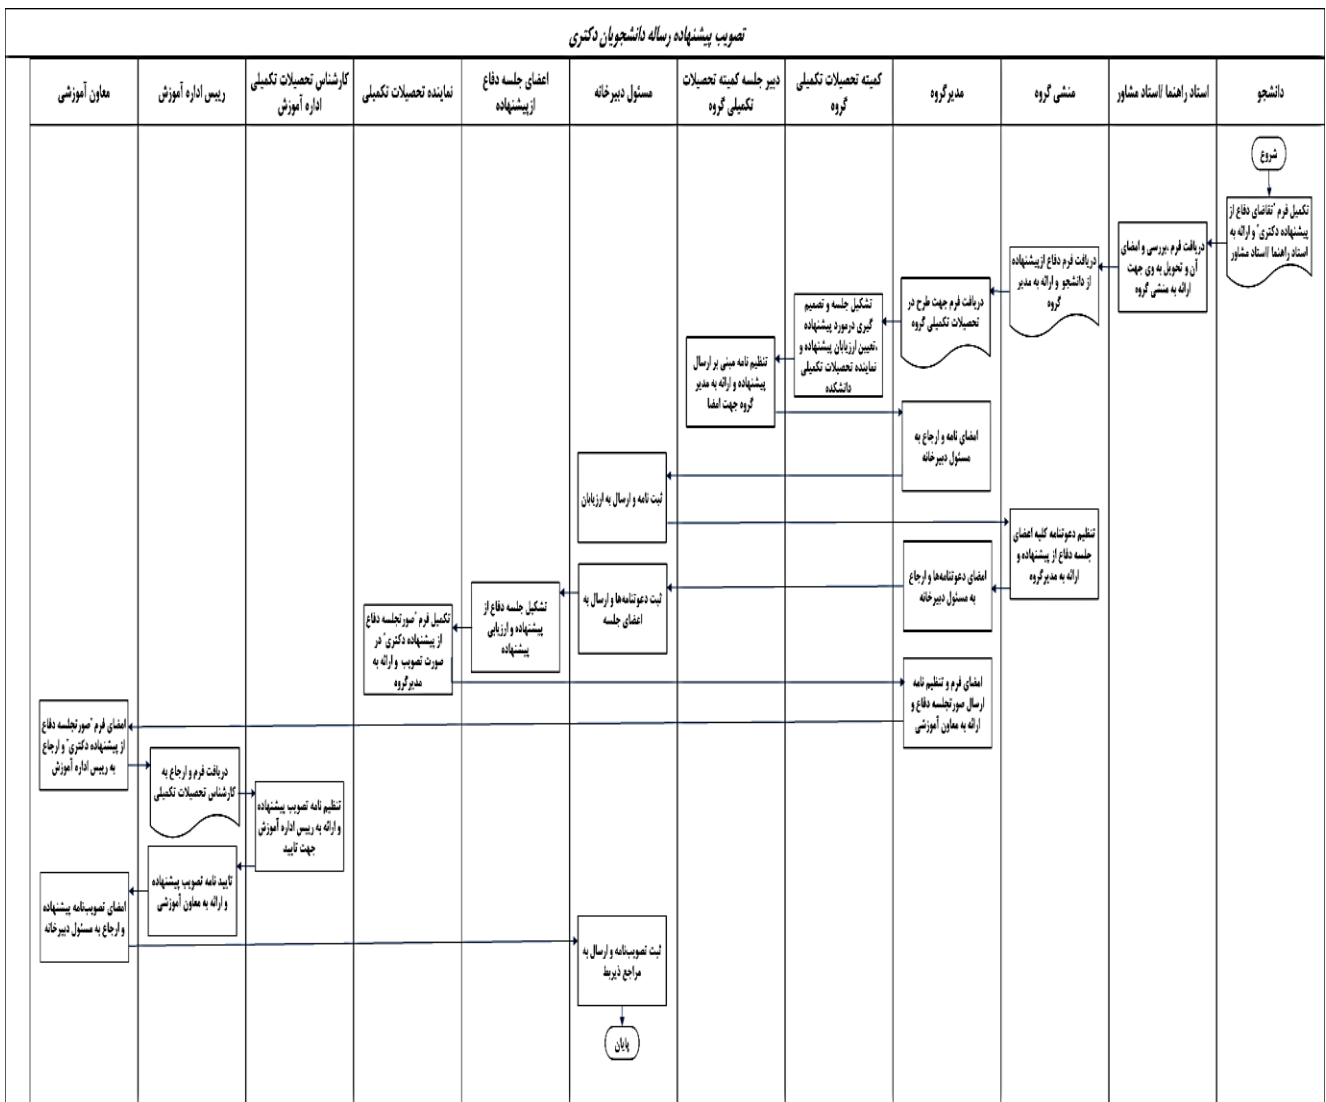 تصویب پیشنهاده رساله دانشجویان دکتری
دانشجو
استاد راهنما /استاد مشاور
منشی گروه
مدیرگروه
کمیته تحصیلات تکمیلی
گروه
دبیر جلسه کمیته تحصیلات
تکمیلی گروه
مسئول دبیرخانه
اعضای جلسه دفاع
ازپیشنهاده
نماینده تحصیلات تکمیلی
کارشناس تحصیلات تکمیلی
اداره آموزش
رییس اداره آموزش
معاون آموزشی
شروع
تکمیل فرم "تقاضای دفاع از
پیشنهاده دکتری" و ارائه به
استاد راهنما /استاد مشاور
دریافت فرم ،بررسی و امضای
آن و تحویل به وی جهت
ارائه به منشی گروه
دریافت فرم دفاع ازپیشنهاده
از دانشجو و ارائه به مدیر
گروه
دریافت فرم جهت طرح در
تحصیلات تکمیلی گروه
تشکیل جلسه و تصمیم
گیری درمورد پیشنهاده
،تعیین ارزیابان پیشنهاده و
نماینده تحصیلات تکمیلی
دانشکده
تنظیم نامه مبنی بر ارسال
پیشنهاده و ارائه به مدیر
گروه جهت امضا
امضای نامه و ارجاع به
مسئول دبیرخانه
ثبت نامه و ارسال به ارزیابان
تنظیم دعوتنامه کلیه اعضای
جلسه دفاع از پیشنهاده و
ارائه به مدیرگروه
امضای دعوتنامه‌ها و ارجاع
به مسئول دبیرخانه
ثبت دعوتنامه‌ها و ارسال به
اعضای جلسه
تشکیل جلسه دفاع از
پیشنهاده و ارزیابی
پیشنهاده
تکمیل فرم "صورتجلسه دفاع
از پیشنهاده دکتری" در
صورت تصویب و ارائه به
مدیرگروه
امضای فرم و تنظیم نامه
ارسال صورتجلسه دفاع و
ارائه به معاون آموزشی
امضای فرم "صورتجلسه دفاع
از پیشنهاده دکتری" و ارجاع
به رییس اداره آموزش
دریافت فرم و ارجاع به
کارشناس تحصیلات تکمیلی
تنظیم نامه تصویب پیشنهاده
و ارائه به رییس اداره آموزش
جهت تایید
تایید نامه تصویب پیشنهاده
و ارائه به معاون آموزشی
امضای تصویب‌نامه پیشنهاده
و ارجاع به مسئول دبیرخانه
ثبت تصویب‌نامه و ارسال به
مراجع ذیربط
پایان